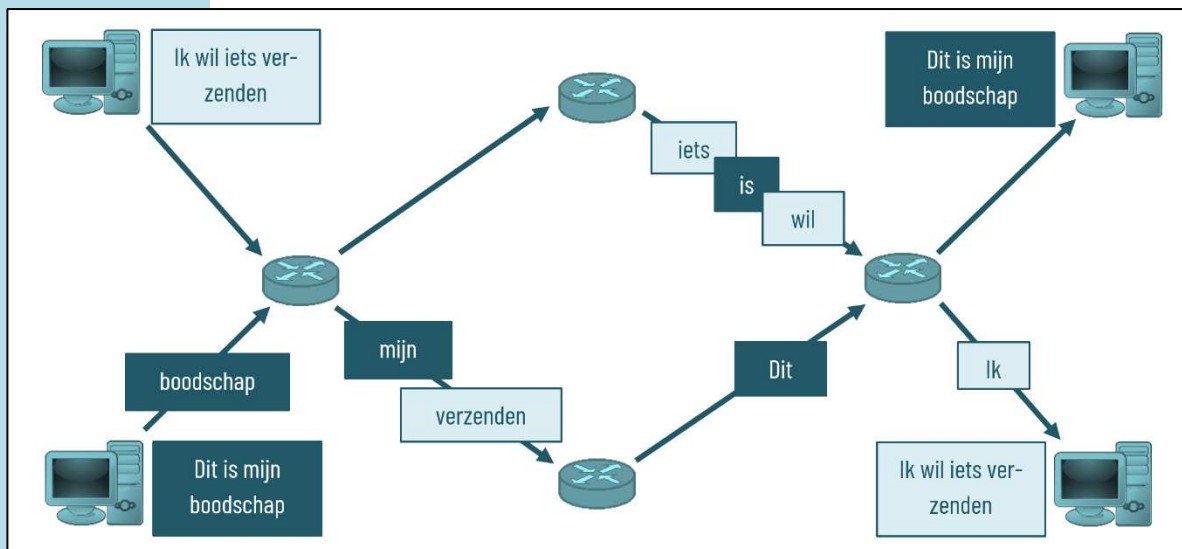 Ik wil iets ver-
zenden
Dit is mijn
boodschap
iets
is
wil
mijn
verzenden
boodschap
Dit
Ik
Dit is mijn
boodschap
Ik wil iets ver-
zenden